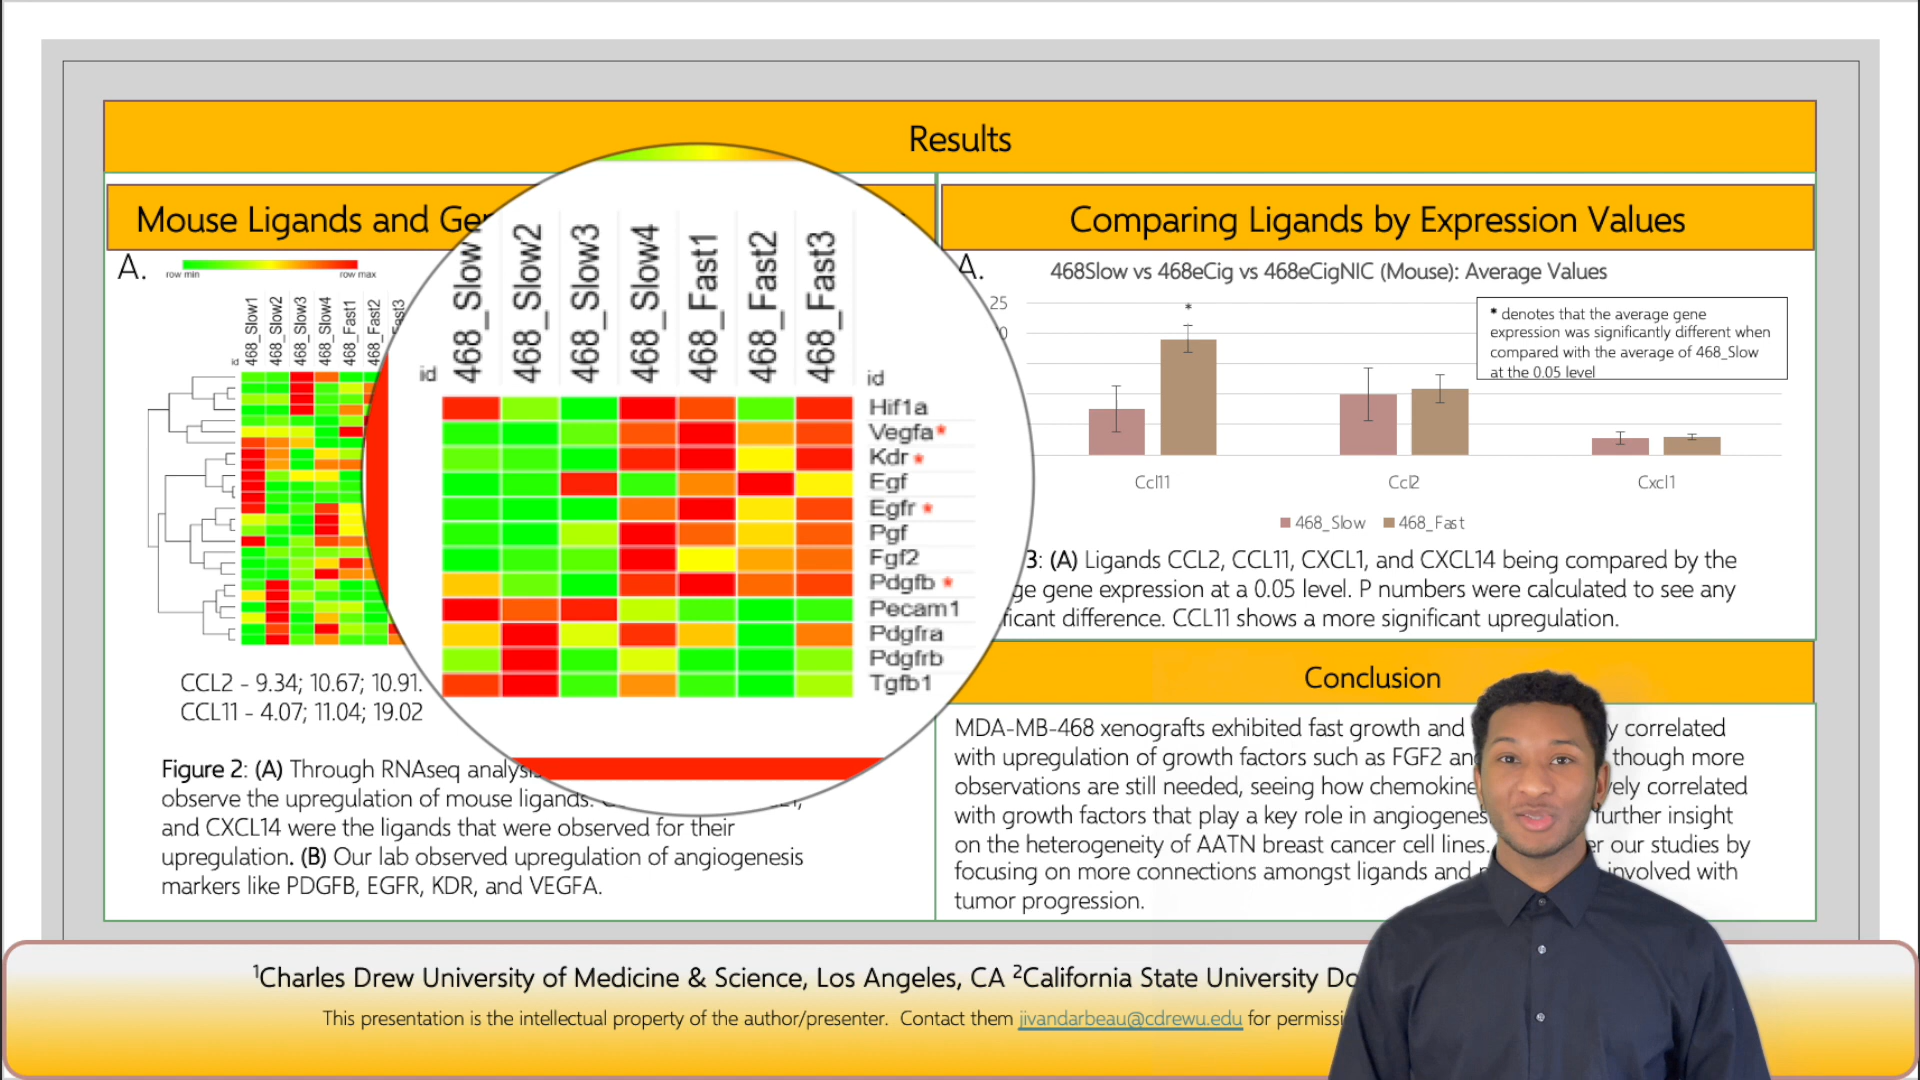 Results
Mouse Ligands and
A.
row min
row max
id
468_Slow1
468_Slow2
468_Slow3
468_Slow4
468_Fast1
468_Fast2
CCL2 - 9.34; 10.67; 10.91.
CCL11 - 4.07; 11.04; 19.02
Figure 2: (A) Through RNAseq
observe the upregulation of mouse ligands.
and CXCL14 were the ligands that were observed for their
upregulation. (B) Our lab observed upregulation of angiogenesis
markers like PDGFB, EGFR, KDR, and VEGFA.
id
468_Slow
468_Slow2
468_Slow3
468_Slow4
468_Fast1
468_Fast2
468_Fast3
id
Hif1a
Vegfa*
Kdr *
Egf
Egfr *
Pgf
Fgf2
Pdgfb *
Pecam1
Pdgfra
Pdgfrb
Tgfb1
Comparing Ligands by Expression Values
A.
468Slow vs 468eCig vs 468eCigNIC (Mouse): Average Values
25
0
*
* denotes that the average gene
expression was significantly different when
compared with the average of 468_Slow
at the 0.05 level
Ccl11
Ccl2
Cxcl1
468_Slow
468_Fast
3: (A) Ligands CCL2, CCL11, CXCL1, and CXCL14 being compared by the
gene expression at a 0.05 level. P numbers were calculated to see any
difference. CCL11 shows a more significant upregulation.
Conclusion
MDA-MB-468 xenografts exhibited fast growth and correlated
with upregulation of growth factors such as FGF2 though more
observations are still needed, seeing how correlated
with growth factors that play a key role in further insight
on the heterogeneity of AATN breast cancer cell lines. our studies by
focusing on more connections amongst ligands and involved with
tumor progression.
¹Charles Drew University of Medicine & Science, Los Angeles, CA ²California State University
This presentation is the intellectual property of the author/presenter. Contact them jivandarbeau@cdrewu.edu for